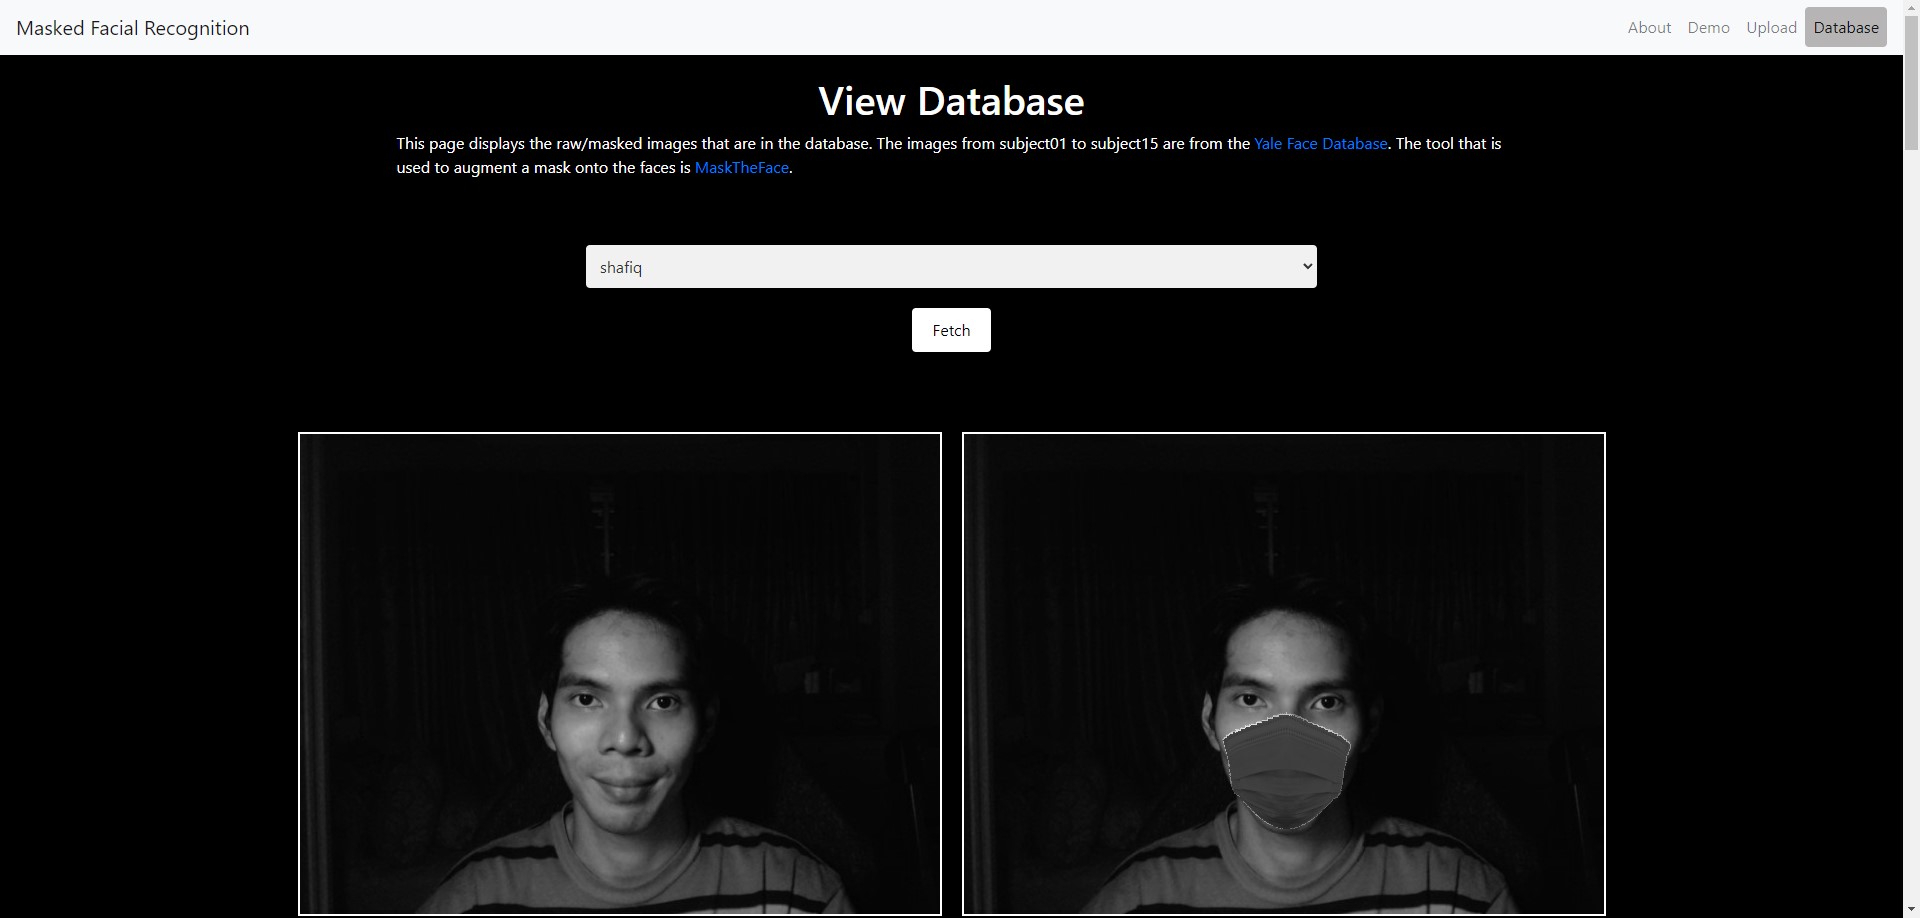 Masked Facial Recognition
About Demo Upload Database
View Database
This page displays the raw/masked images that are in the database. The images from subject01 to subject15 are from the Yale Face Database. The tool that is
used to augment a mask onto the faces is MaskTheFace.
shafiq
Fetch